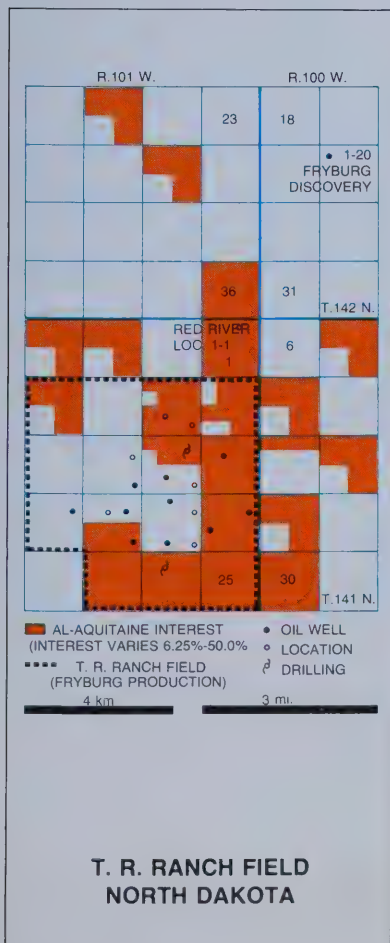 R.101 W. R.100 W.
23 18
1-20
FRYBURG
DISCOVERY
36 31
T.142 N.
RED RIVER
LOC 1-1
1 6
25 30
T.141 N.
AL-AQUITAINE INTEREST
(INTEREST VARIES 6.25%-50.0%
T. R. RANCH FIELD
(FRYBURG PRODUCTION)
OIL WELL
LOCATION
DRILLING
4 km 3 mi.
T. R. RANCH FIELD
NORTH DAKOTA